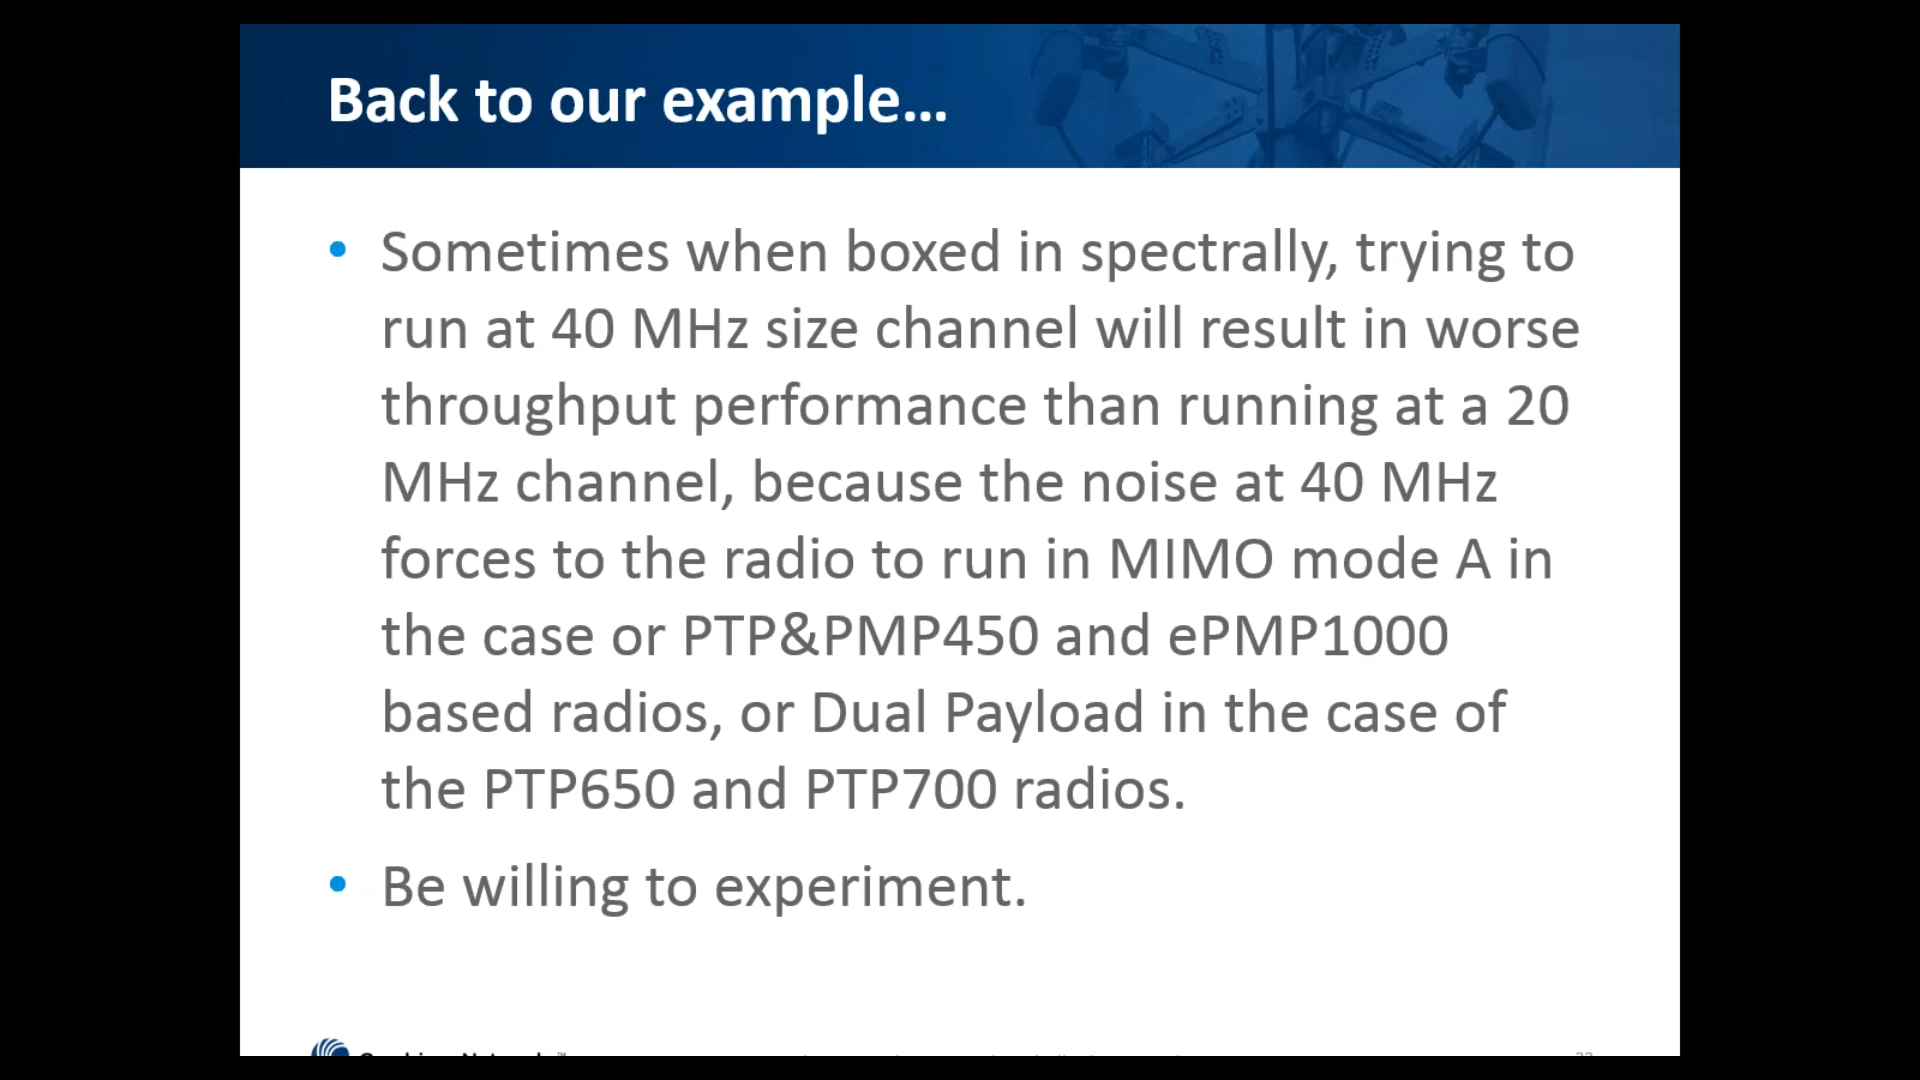 Back to our example...
• Sometimes when boxed in spectrally, trying to
run at 40 MHz size channel will result in worse
throughput performance than running at a 20
MHz channel, because the noise at 40 MHz
forces to the radio to run in MIMO mode A in
the case or PTP&PMP450 and ePMP1000
based radios, or Dual Payload in the case of
the PTP650 and PTP700 radios.
• Be willing to experiment.